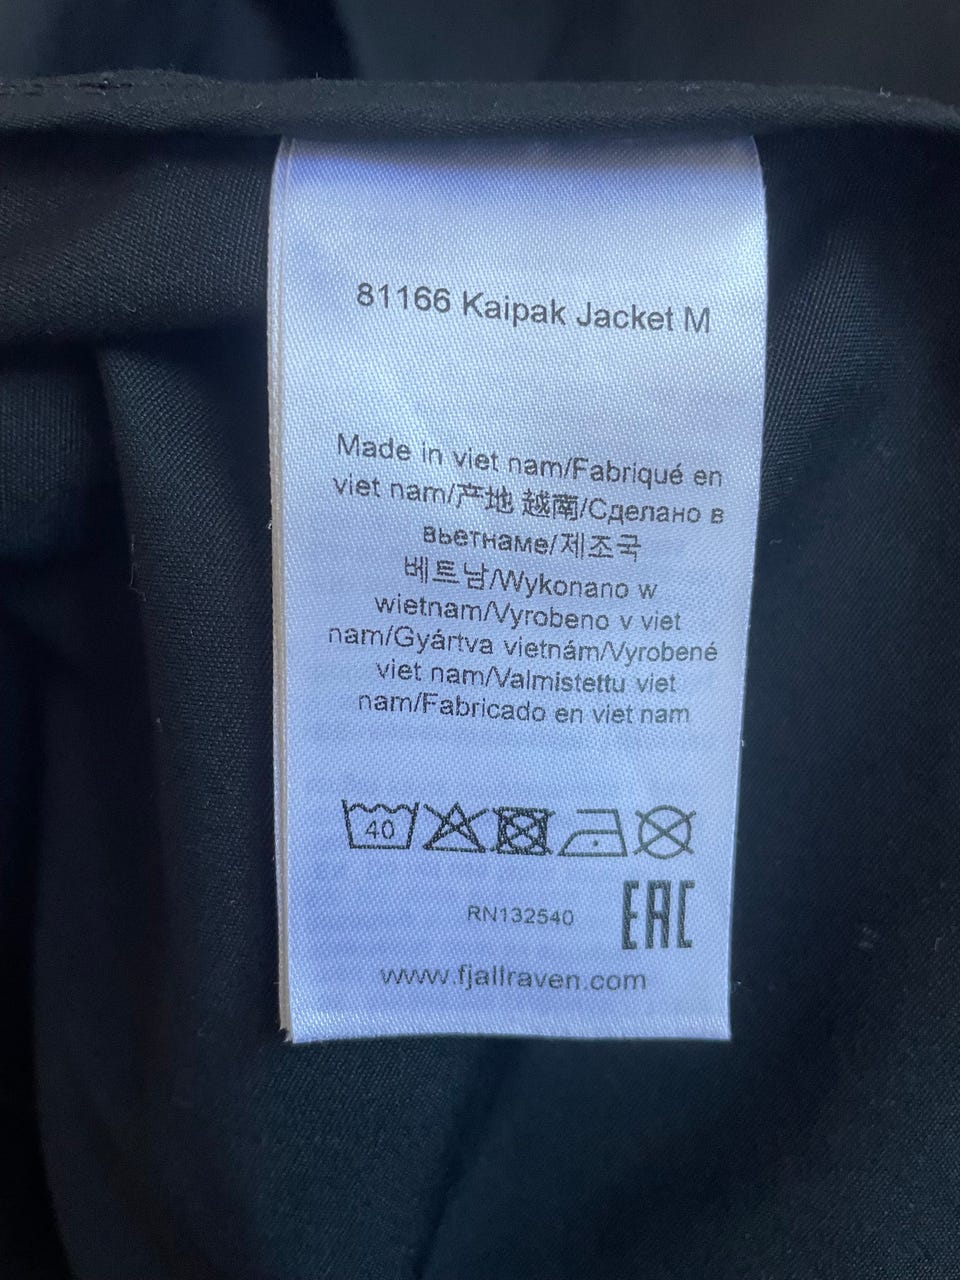 81166 Kaipak Jacket M
Made in viet nam/Fabriqué en
viet nam/产地 越南/Сделано в
вьетнаме/제조국
베트남/Wykonano w
wietnam/Vyrobeno v viet
nam/Gyártva vietnám/Vyrobené
viet nam/Valmistettu viet
nam/Fabricado en viet nam
40
RN132540
EAC
www.fjallraven.com